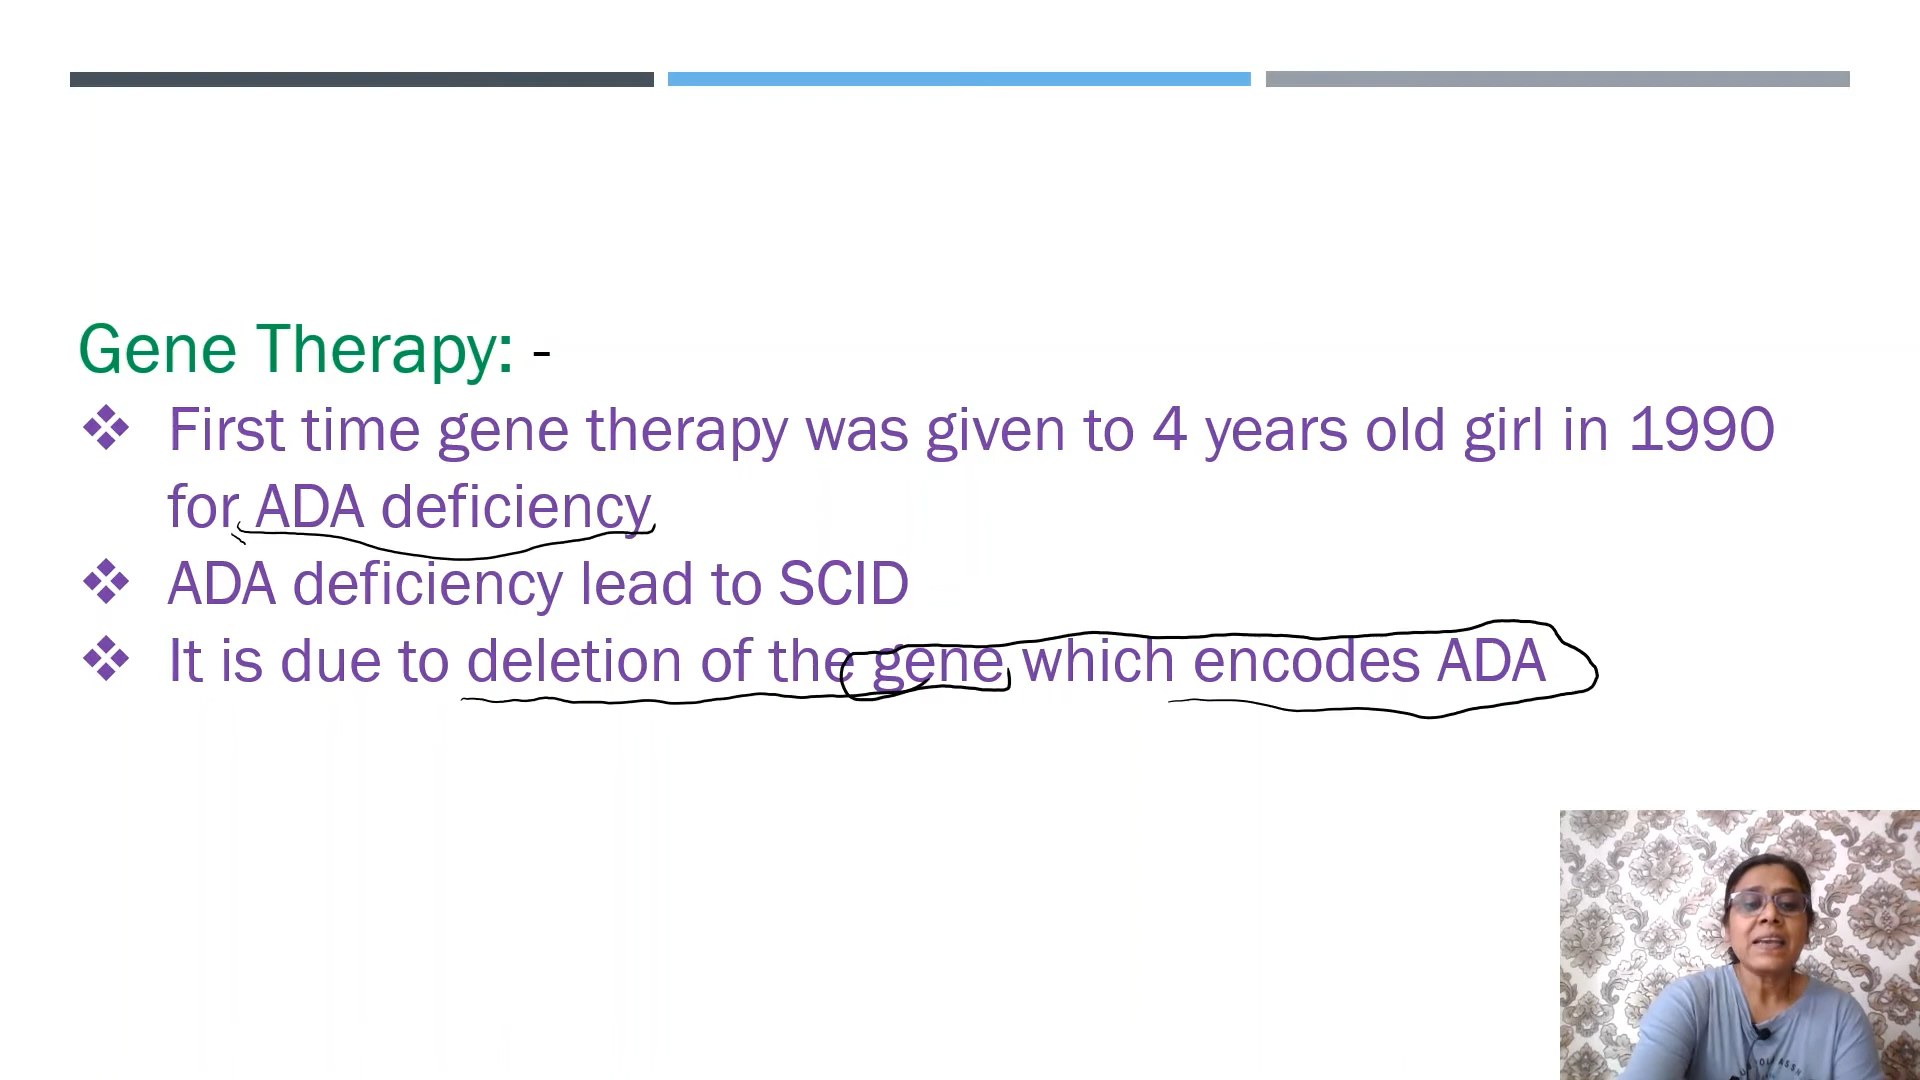 Gene Therapy: -
❖ First time gene therapy was given to 4 years old girl in 1990
for ADA deficiency
❖ ADA deficiency lead to SCID
❖ It is due to deletion of the gene which encodes ADA